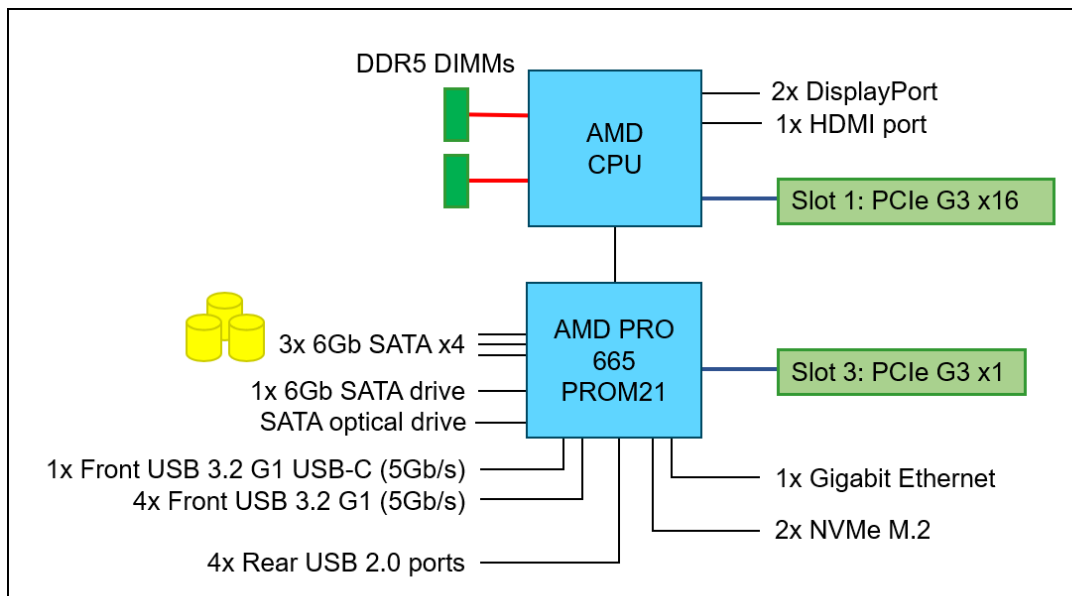 DDR5 DIMMs
AMD
CPU
2x DisplayPort
1x HDMI port
Slot 1: PCIe G3 x16
3x 6Gb SATA x4
1x 6Gb SATA drive
SATA optical drive
AMD PRO
665
PROM21
Slot 3: PCIe G3 x1
1x Front USB 3.2 G1 USB-C (5Gb/s)
4x Front USB 3.2 G1 (5Gb/s)
4x Rear USB 2.0 ports
1x Gigabit Ethernet
2x NVMe M.2